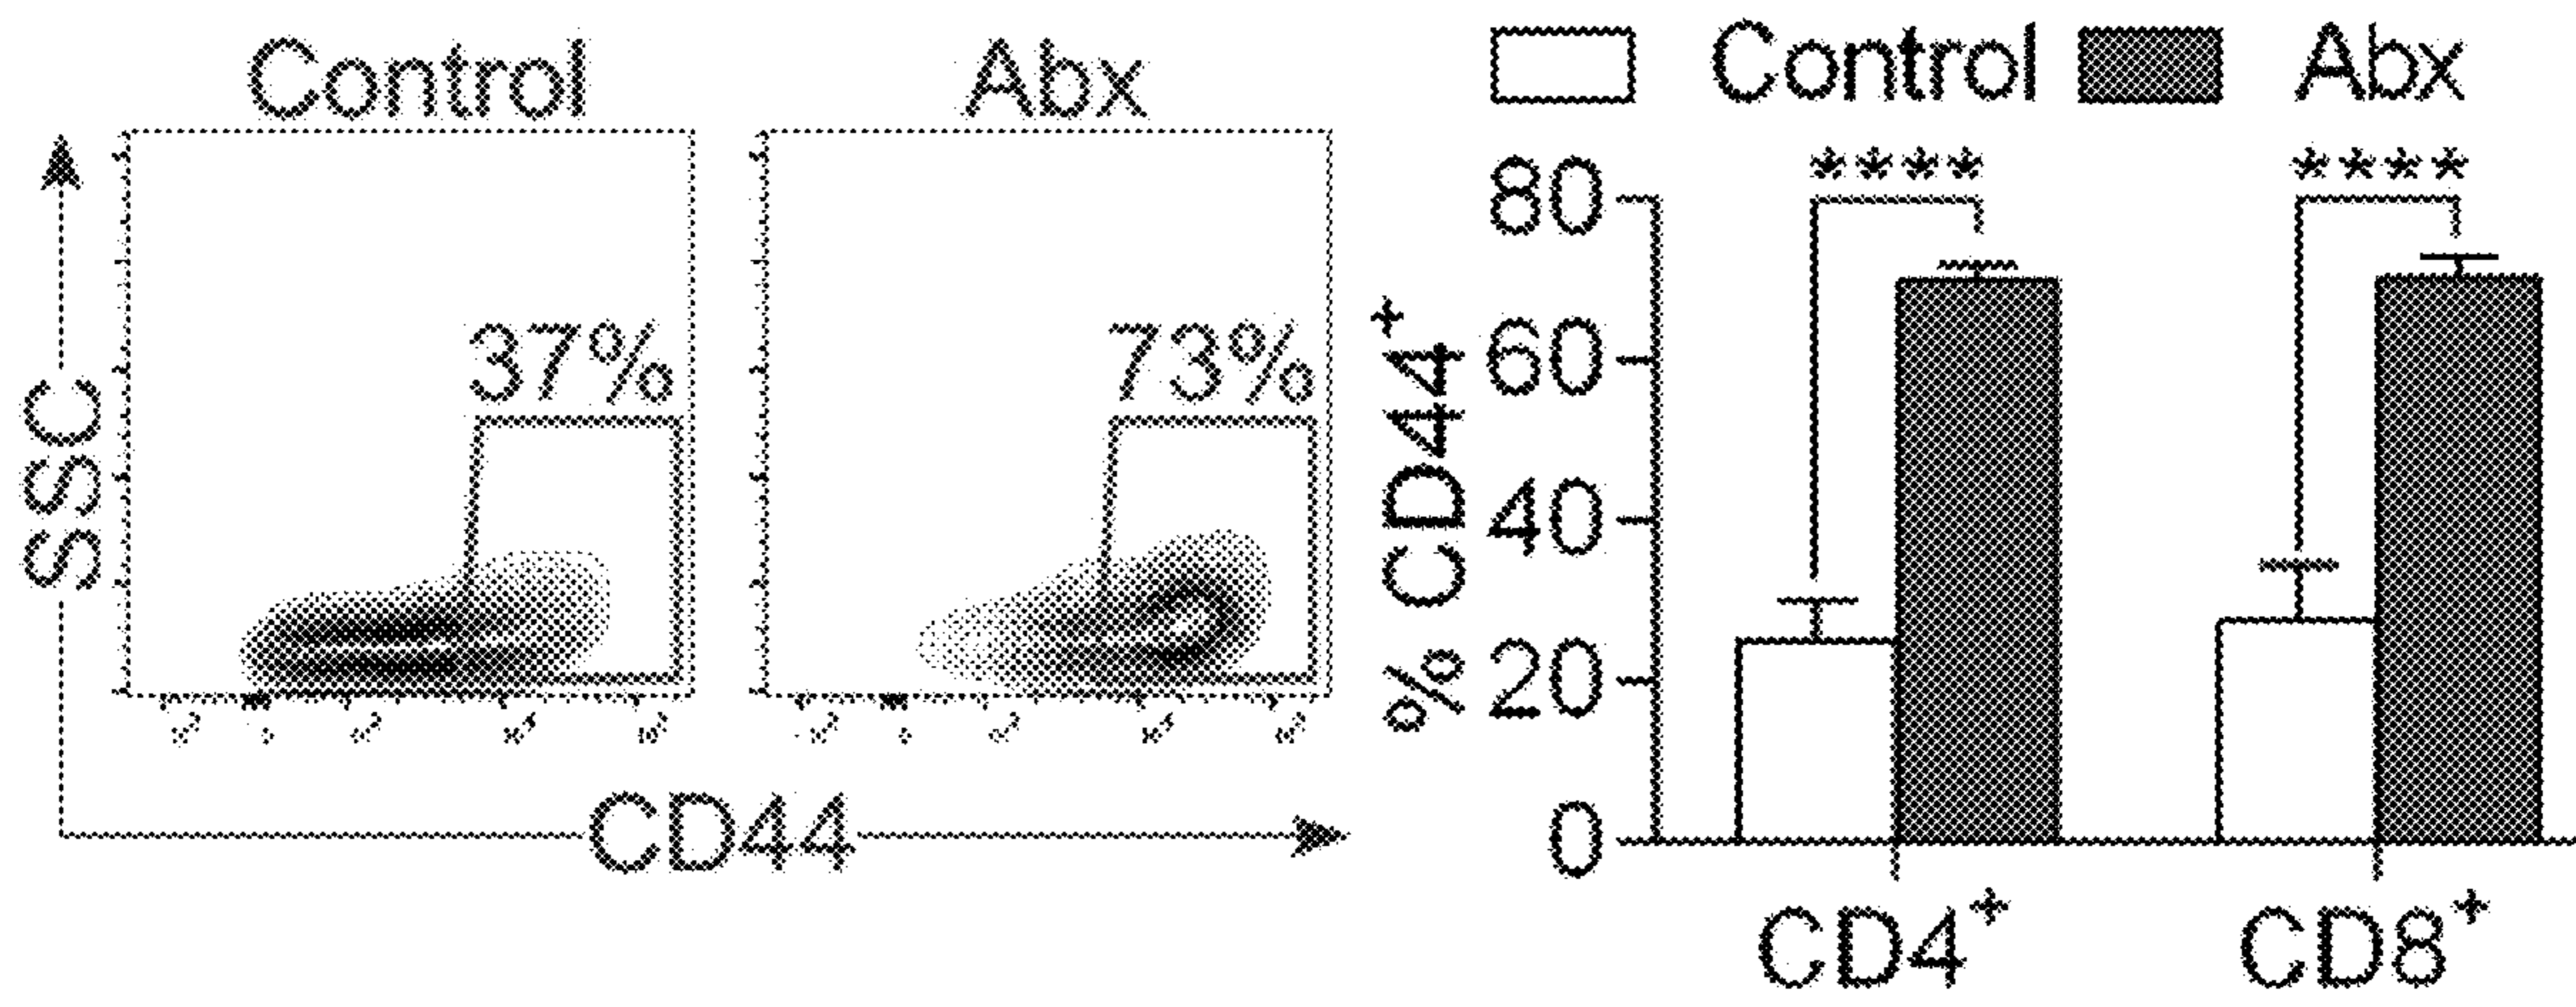 Control
Abx
SSC
37%
73%
CD44
Control
Abx
% CD44⁺
80
60
40
20
0
****
****
CD4⁺
CD8⁺